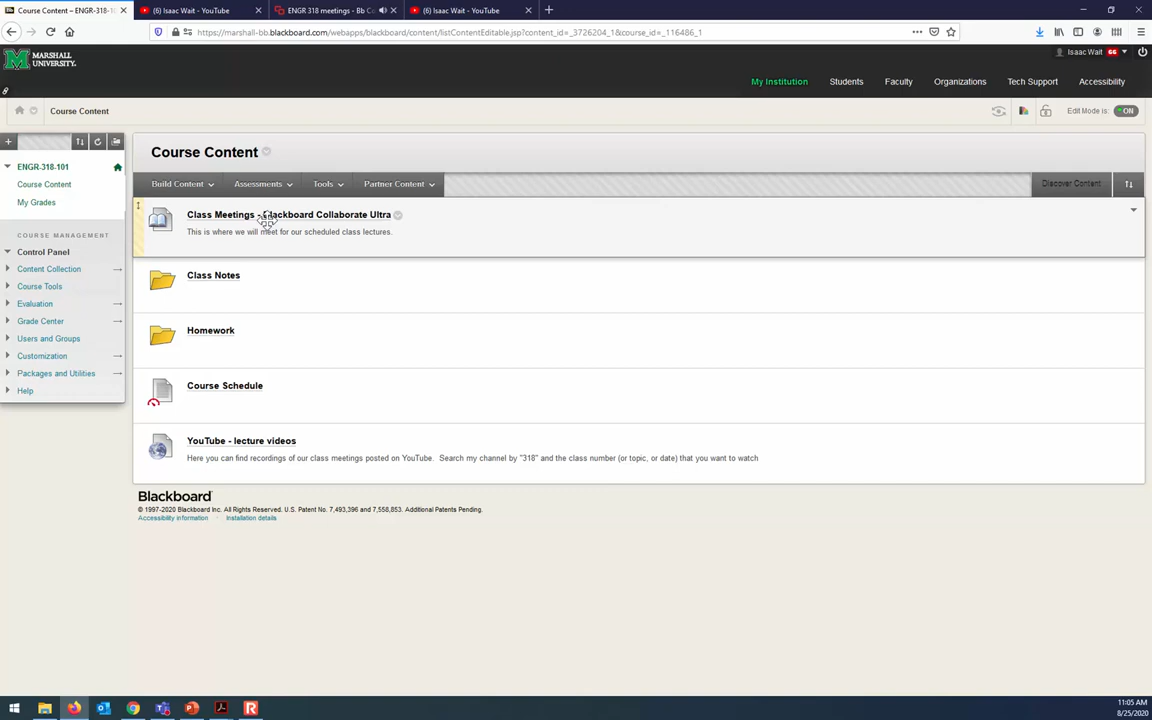 Course Content – ENGR-318-1
(6) Isaac Wait - YouTube
ENGR 318 meetings - Bb Co
(6) Isaac Wait - YouTube
https://marshall-bb.blackboard.com/webapps/blackboard/content/listContentEditable.jsp?content_id=_3726204_1&course_id=_116486_1
MARSHALL
UNIVERSITY.
Isaac Wait 66
My Institution Students Faculty Organizations Tech Support Accessibility
Course Content
Edit Mode is: ON
ENGR-318-101
Course Content
My Grades
COURSE MANAGEMENT
Control Panel
Content Collection
Course Tools
Evaluation
Grade Center
Users and Groups
Customization
Packages and Utilities
Help
Course Content
Build Content Assessments Tools Partner Content Discover Content
Class Meetings - Blackboard Collaborate Ultra
This is where we will meet for our scheduled class lectures.
Class Notes
Homework
Course Schedule
YouTube - lecture videos
Here you can find recordings of our class meetings posted on YouTube. Search my channel by "318" and the class number (or topic, or date) that you want to watch
Blackboard
© 1997-2020 Blackboard Inc. All Rights Reserved. U.S. Patent No. 7,493,396 and 7,558,853. Additional Patents Pending.
Accessibility information · Installation details
11:05 AM
8/25/2020